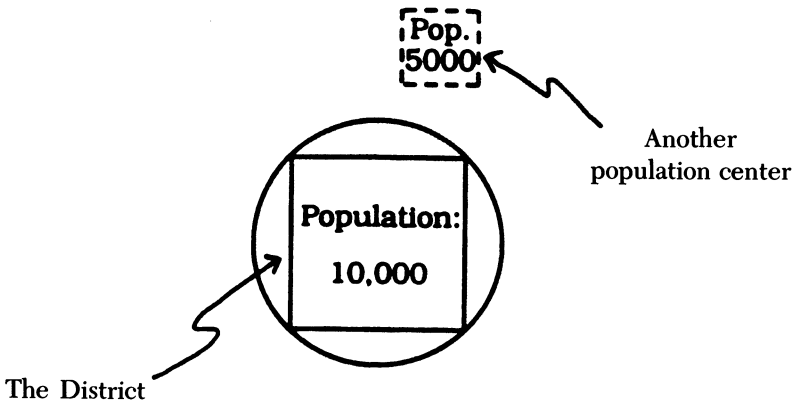 Pop.
5000
Another
population center
Population:
10,000
The District